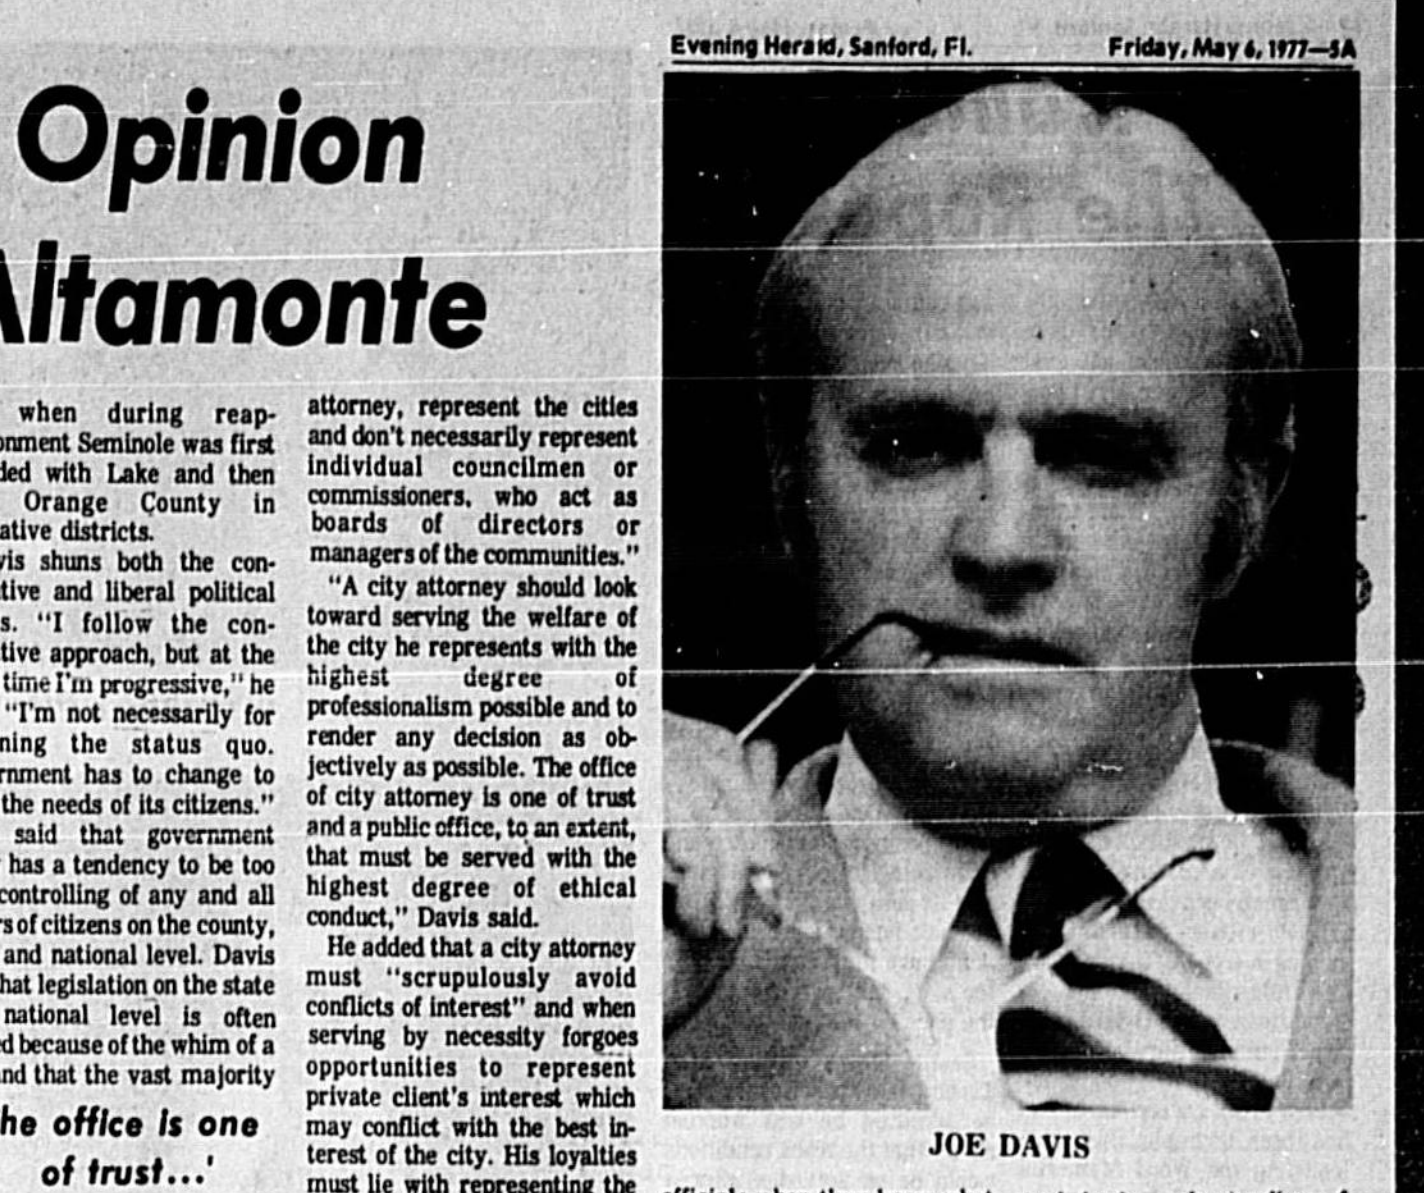 Evening Herald, Sanford, Fl. Friday, May 6, 1977—5A
Opinion
Altamonte
when during reap-
onment Seminole was first
ded with Lake and then
Orange County in
ative districts.
vis shuns both the con-
tive and liberal political
s. "I follow the con-
tive approach, but at the
time I'm progressive," he
"I'm not necessarily for
ning the status quo.
rnment has to change to
the needs of its citizens."
said that government
has a tendency to be too
controlling of any and all
rs of citizens on the county,
and national level. Davis
hat legislation on the state
national level is often
ed because of the whim of a
nd that the vast majority
he office is one
of trust...'
attorney, represent the cities
and don't necessarily represent
individual councilmen or
commissioners, who act as
boards of directors or
managers of the communities."
"A city attorney should look
toward serving the welfare of
the city he represents with the
highest degree of
professionalism possible and to
render any decision as ob-
jectively as possible. The office
of city attorney is one of trust
and a public office, to an extent,
that must be served with the
highest degree of ethical
conduct," Davis said.
He added that a city attorney
must "scrupulously avoid
conflicts of interest" and when
serving by necessity forgoes
opportunities to represent
private client's interest which
may conflict with the best in-
terest of the city. His loyalties
must lie with representing the
JOE DAVIS